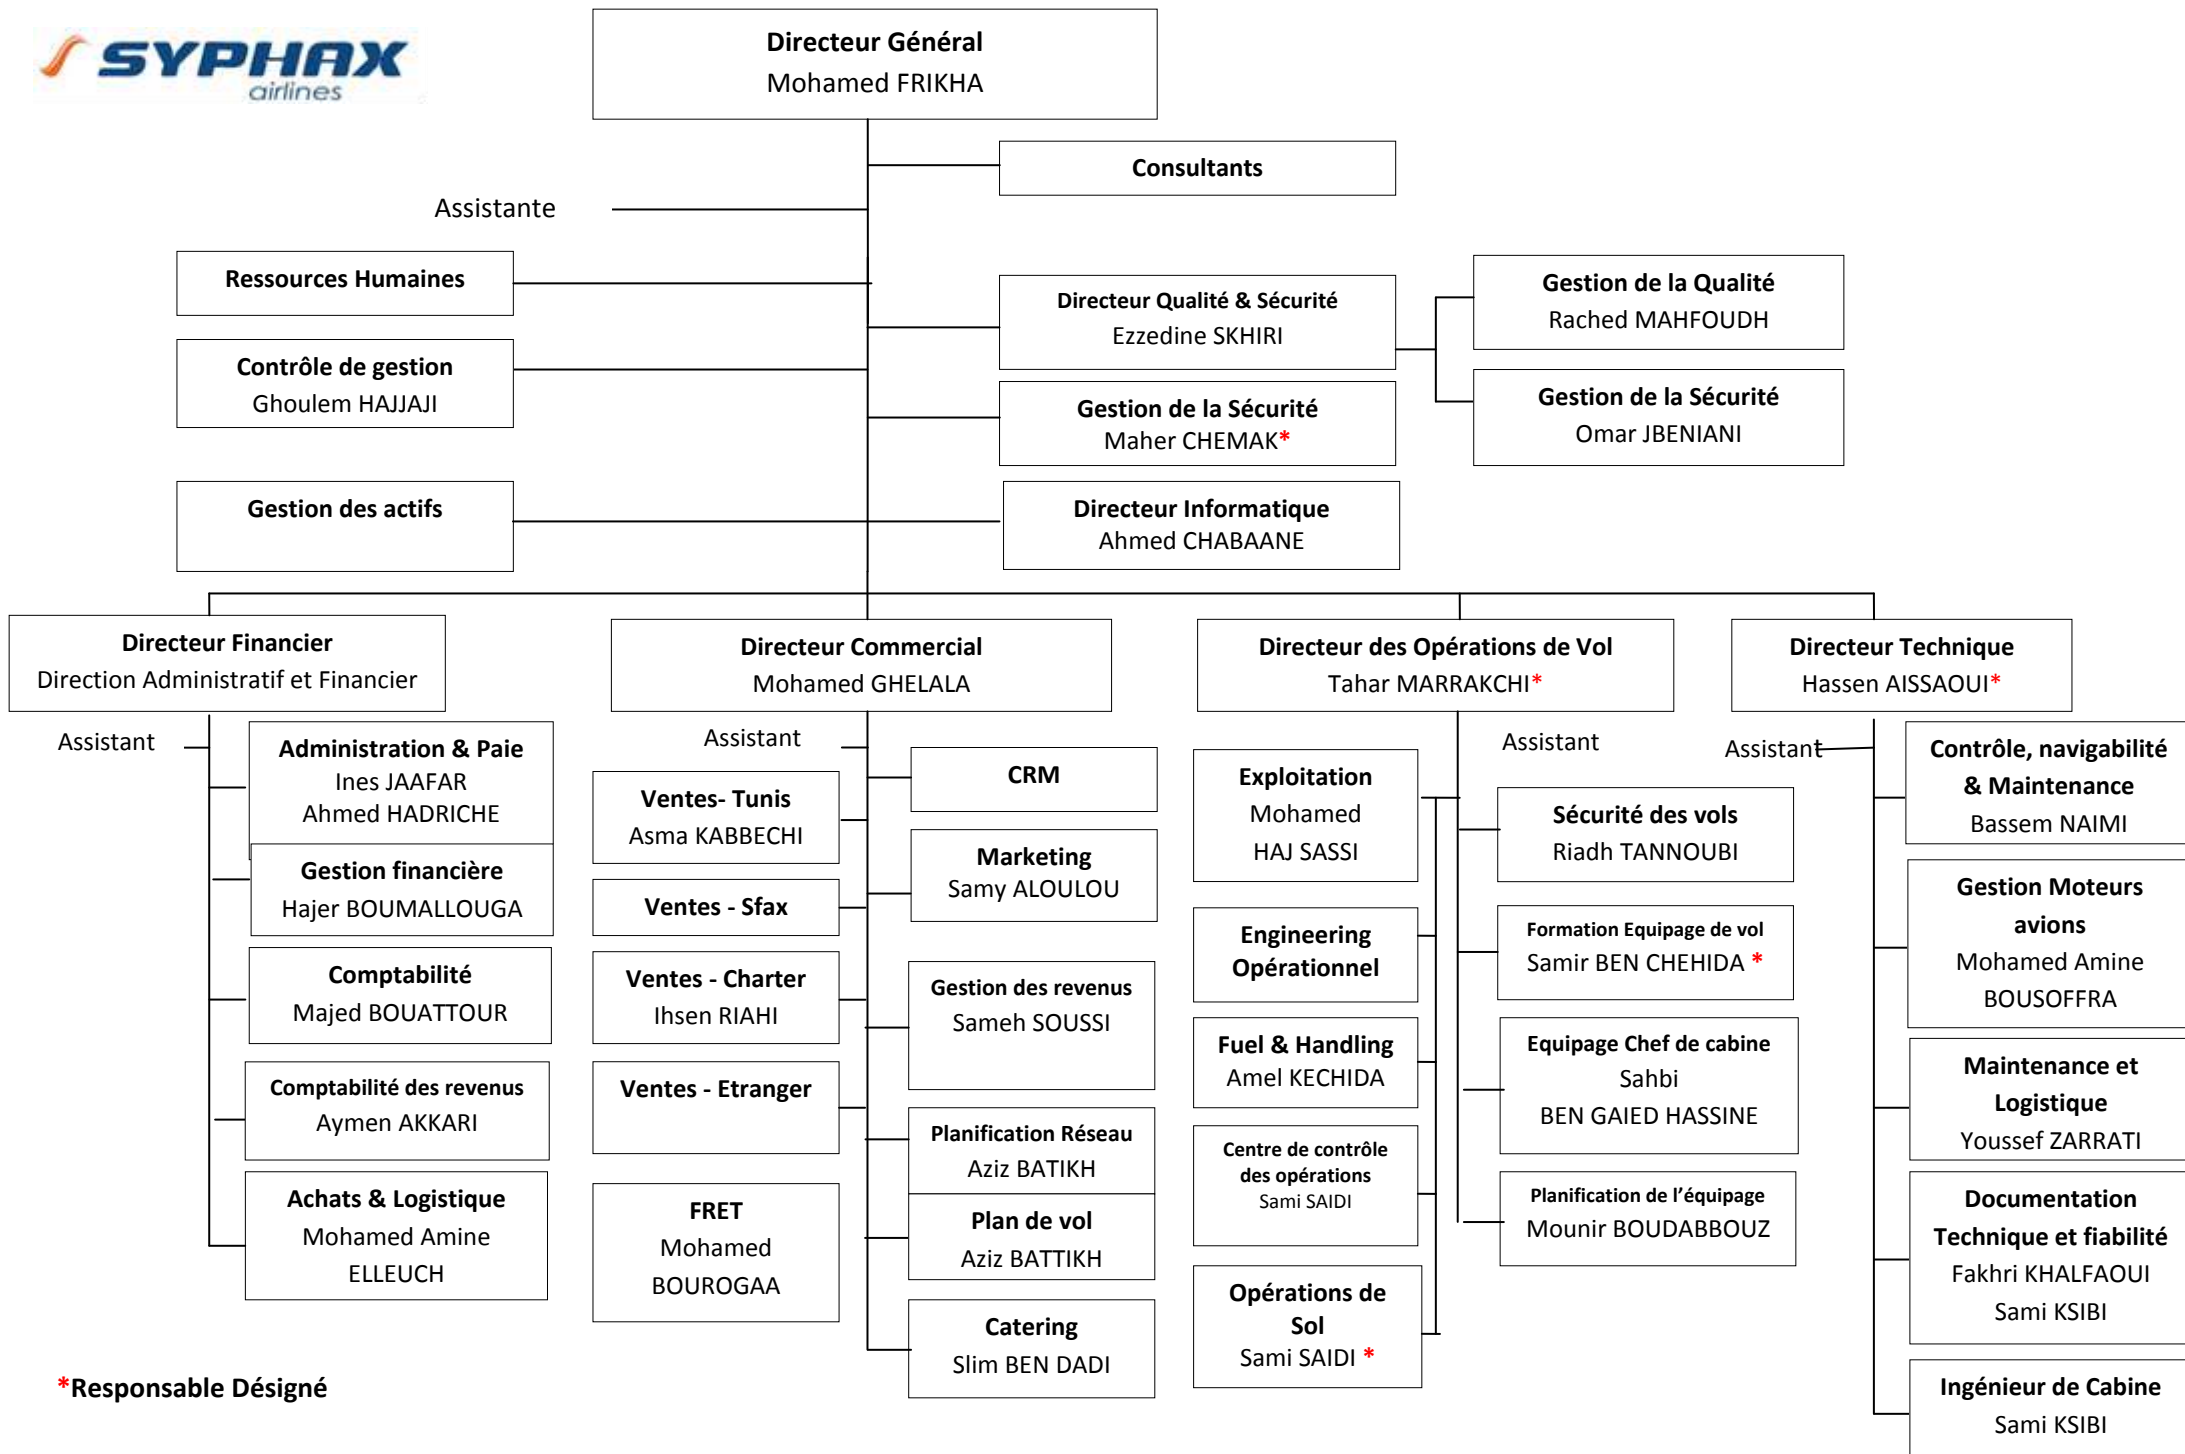 SYPHAX
airlines
Directeur Général
Mohamed FRIKHA
Consultants
Assistante
Ressources Humaines
Contrôle de gestion
Ghoulem HAJJAJI
Directeur Qualité & Sécurité
Ezzedine SKHIRI
Gestion de la Qualité
Rached MAHFOUDH
Gestion de la Sécurité
Omar JBENIANI
Gestion de la Sécurité
Maher CHEMAK*
Gestion des actifs
Directeur Informatique
Ahmed CHABAANE
Directeur Financier
Direction Administratif et Financier
Assistant
Administration & Paie
Ines JAAFAR
Ahmed HADRICHE
Gestion financière
Hajer BOUMALLOUGA
Comptabilité
Majed BOUATTOUR
Comptabilité des revenus
Aymen AKKARI
Achats & Logistique
Mohamed Amine
ELLEUCH
Directeur Commercial
Mohamed GHELALA
Assistant
Ventes- Tunis
Asma KABBECHI
Ventes - Sfax
Ventes - Charter
Ihsen RIAHI
Ventes - Etranger
FRET
Mohamed
BOUROGAA
CRM
Marketing
Samy ALOULOU
Gestion des revenus
Sameh SOUSSI
Planification Réseau
Aziz BATIKH
Plan de vol
Aziz BATTIKH
Catering
Slim BEN DADI
Directeur des Opérations de Vol
Tahar MARRAKCHI*
Assistant
Exploitation
Mohamed
HAJ SASSI
Engineering
Opérationnel
Fuel & Handling
Amel KECHIDA
Centre de contrôle
des opérations
Sami SAIDI
Opérations de
Sol
Sami SAIDI *
Sécurité des vols
Riadh TANNOUBI
Formation Equipage de vol
Samir BEN CHEHIDA *
Equipage Chef de cabine
Sahbi
BEN GAIED HASSINE
Planification de l’équipage
Mounir BOUDABBOUZ
Directeur Technique
Hassen AISSAOUI*
Assistant
Contrôle, navigabilité
& Maintenance
Bassem NAIMI
Gestion Moteurs
avions
Mohamed Amine
BOUSOFFRA
Maintenance et
Logistique
Youssef ZARRATI
Documentation
Technique et fiabilité
Fakhri KHALFAOUI
Sami KSIBI
Ingénieur de Cabine
Sami KSIBI
*Responsable Désigné